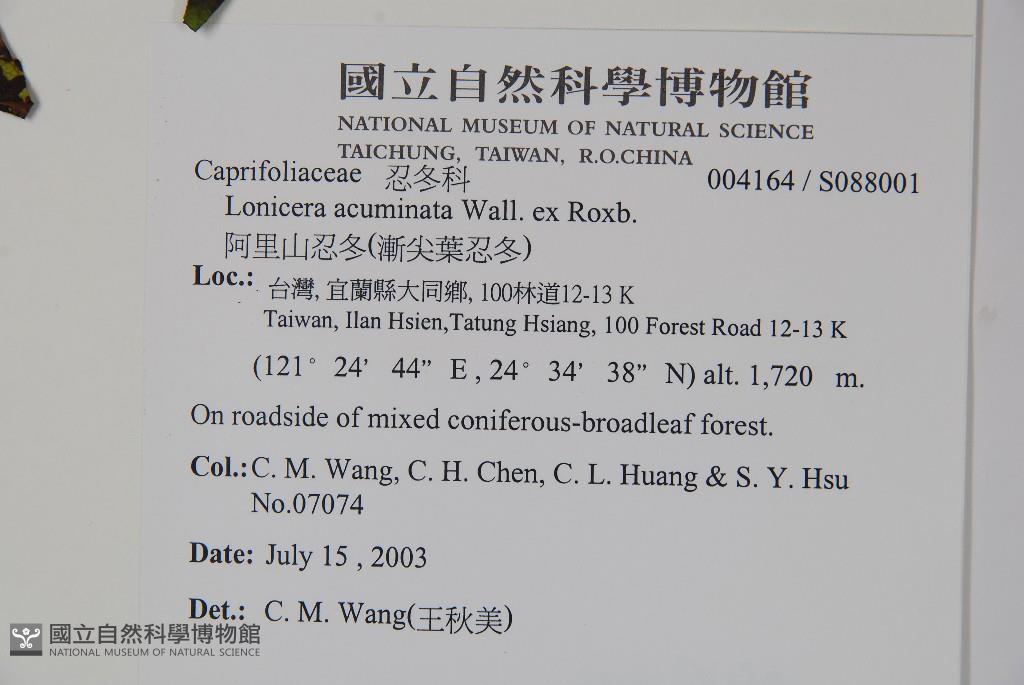 國立自然科學博物館
NATIONAL MUSEUM OF NATURAL SCIENCE
TAICHUNG, TAIWAN, R.O.CHINA
Caprifoliaceae 忍冬科 004164 / S088001
Lonicera acuminata Wall. ex Roxb.
阿里山忍冬(漸尖葉忍冬)
Loc.: 台灣, 宜蘭縣大同鄉, 100林道12-13 K
Taiwan, Ilan Hsien,Tatung Hsiang, 100 Forest Road 12-13 K
(121° 24’ 44” E , 24° 34’ 38” N) alt. 1,720 m.
On roadside of mixed coniferous-broadleaf forest.
Col.: C. M. Wang, C. H. Chen, C. L. Huang & S. Y. Hsu
No.07074
Date: July 15 , 2003
Det.: C. M. Wang(王秋美)
國立自然科學博物館
NATIONAL MUSEUM OF NATURAL SCIENCE